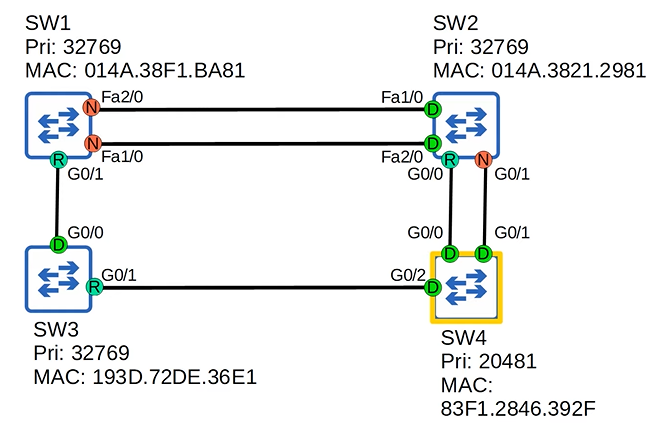 SW1
Pri: 32769
MAC: 014A.38F1.BA81
SW2
Pri: 32769
MAC: 014A.3821.2981
N
Fa2/0
Fa1/0
D
N
Fa1/0
D
Fa2/0
R
G0/1
R
G0/0
N
G0/1
D
G0/0
D
G0/0
D
G0/1
R
G0/1
D
G0/2
SW3
Pri: 32769
MAC: 193D.72DE.36E1
SW4
Pri: 20481
MAC:
83F1.2846.392F